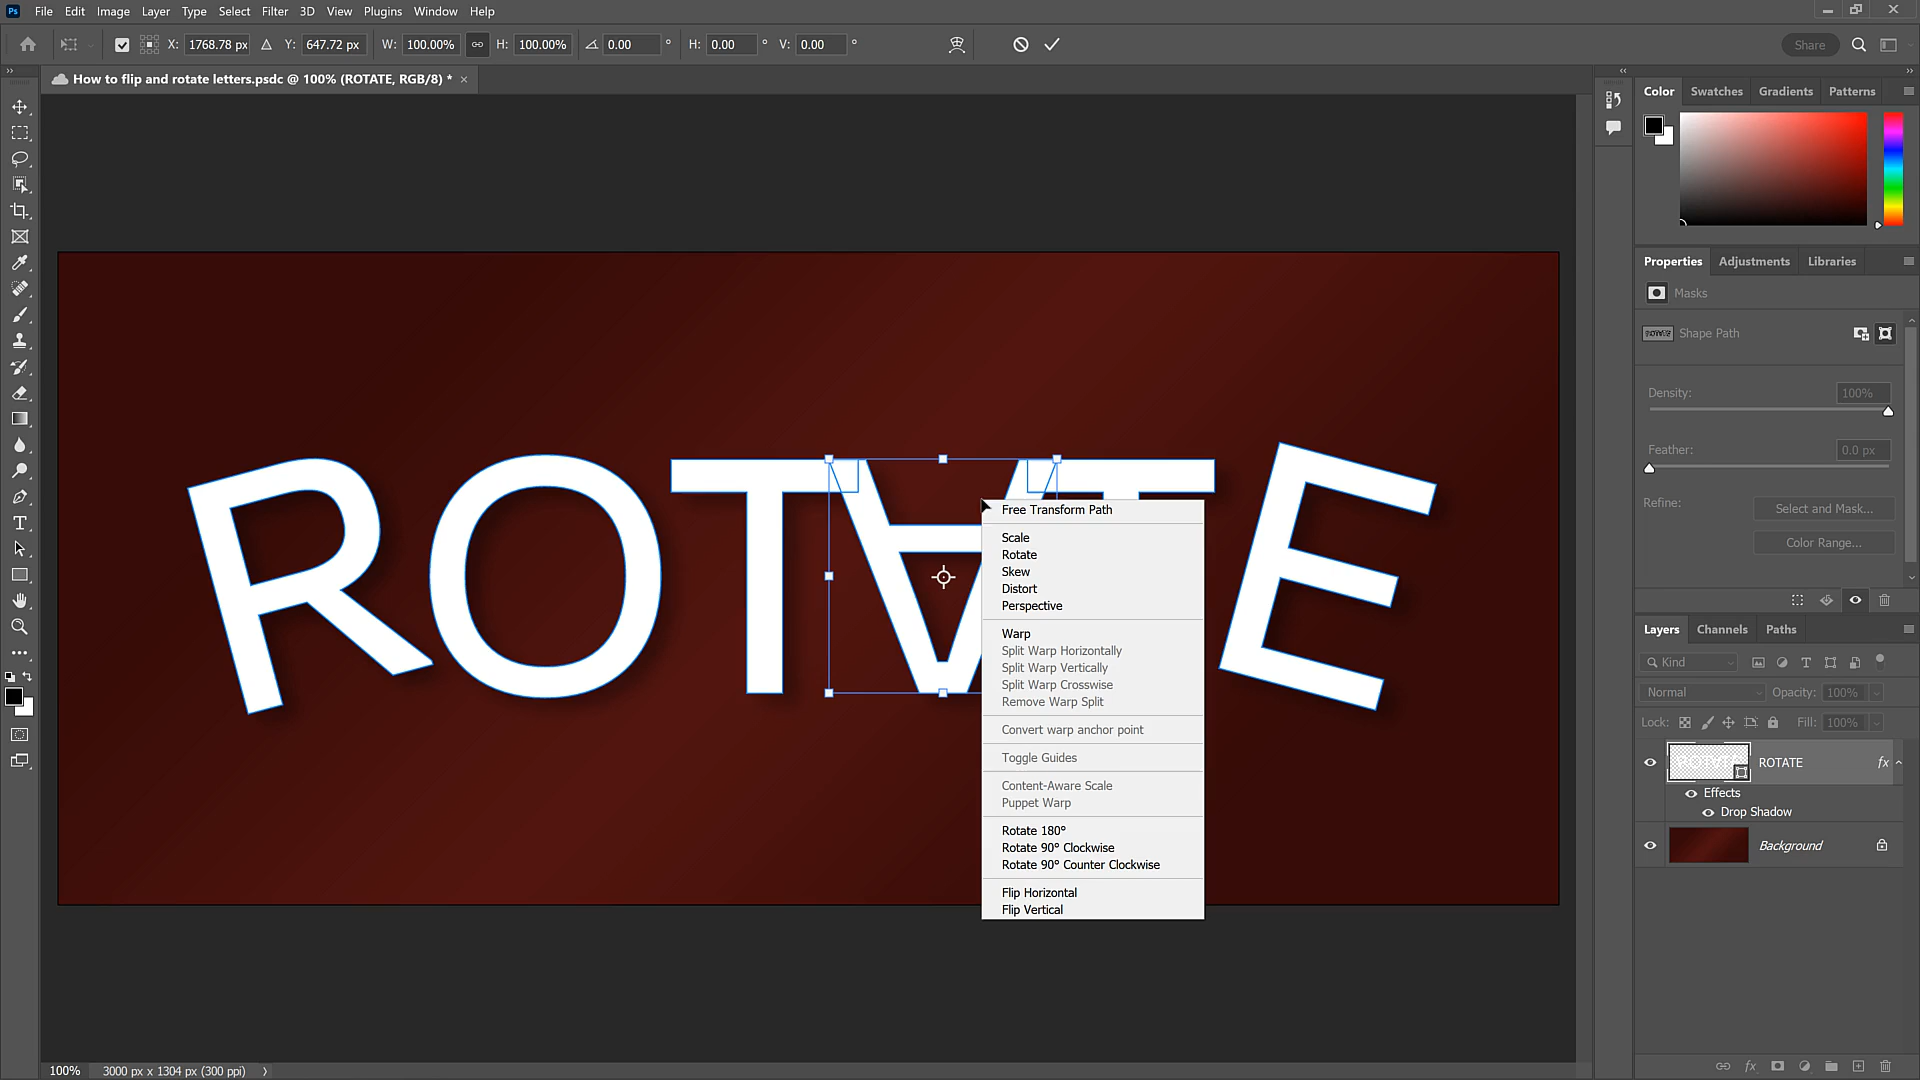 Ps File Edit Image Layer Type Select Filter 3D View Plugins Window Help
X: 1768.78 px Y: 647.72 px W: 100.00% H: 100.00% 0.00 ° H: 0.00 ° V: 0.00 ° Share
How to flip and rotate letters.psdc @ 100% (ROTATE, RGB/8) * ×
Color Swatches Gradients Patterns
Properties Adjustments Libraries
Masks
Shape Path
Density: 100%
Feather: 0.0 px
Refine: Select and Mask...
Color Range...
ROTATE
Free Transform Path
Scale
Rotate
Skew
Distort
Perspective
Warp
Split Warp Horizontally
Split Warp Vertically
Split Warp Crosswise
Remove Warp Split
Convert warp anchor point
Toggle Guides
Content-Aware Scale
Puppet Warp
Rotate 180°
Rotate 90° Clockwise
Rotate 90° Counter Clockwise
Flip Horizontal
Flip Vertical
Layers Channels Paths
Kind
Normal Opacity: 100%
Lock: Fill: 100%
ROTATE fx
Effects
Drop Shadow
Background
fx
100% 3000 px x 1304 px (300 ppi)